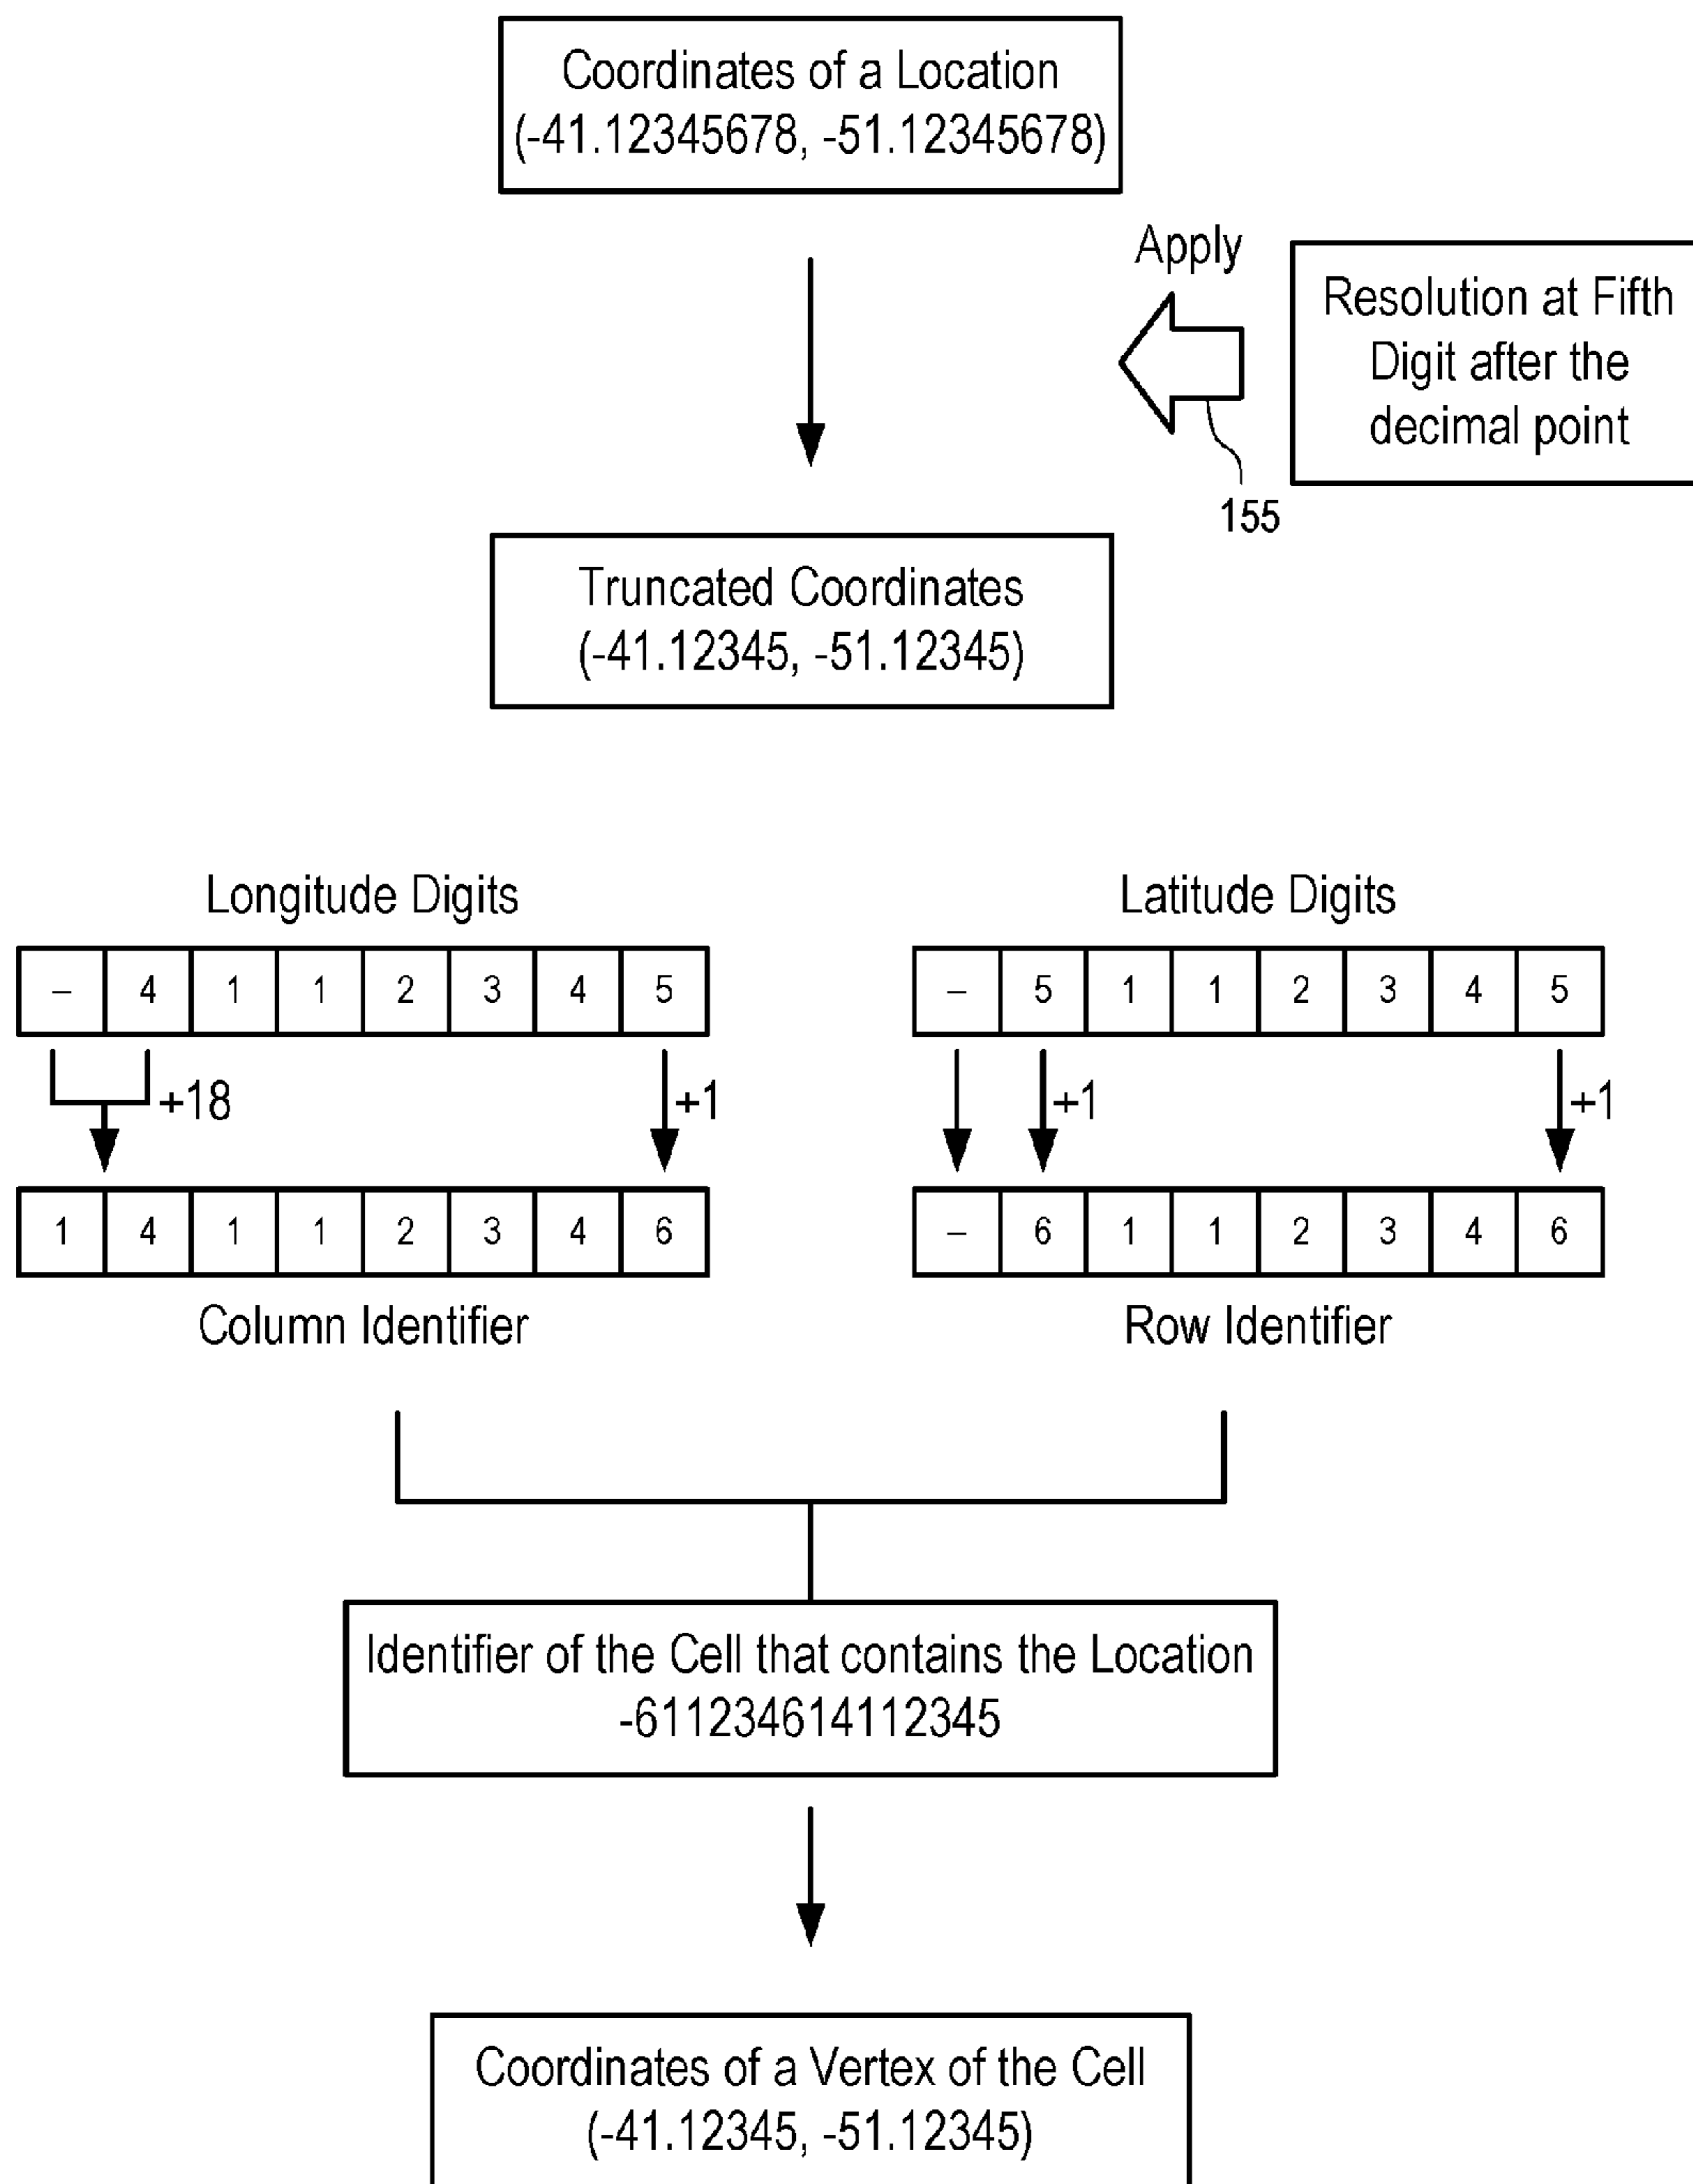 Coordinates of a Location
(-41.12345678, -51.12345678)
Apply
Resolution at Fifth
Digit after the
decimal point
155
Truncated Coordinates
(-41.12345, -51.12345)
Longitude Digits
Latitude Digits
– 4 1 1 2 3 4 5
– 5 1 1 2 3 4 5
+18
+1
+1
+1
1 4 1 1 2 3 4 6
– 6 1 1 2 3 4 6
Column Identifier
Row Identifier
Identifier of the Cell that contains the Location
-611234614112345
Coordinates of a Vertex of the Cell
(-41.12345, -51.12345)